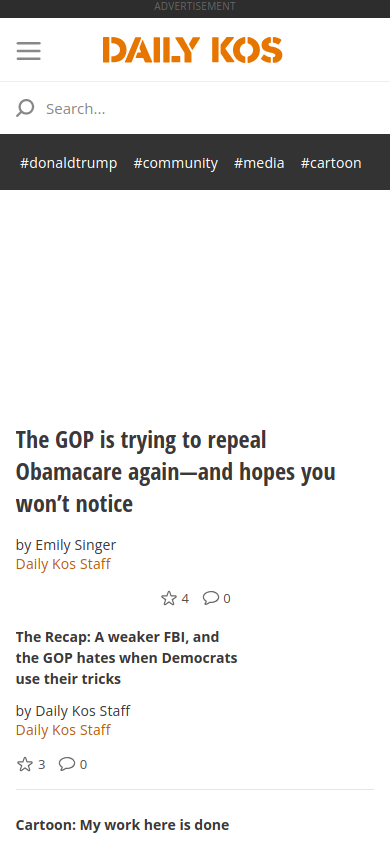 ADVERTISEMENT
DAILY KOS
Search...
#donaldtrump #community #media #cartoon
The GOP is trying to repeal
Obamacare again—and hopes you
won’t notice
by Emily Singer
Daily Kos Staff
4 0
The Recap: A weaker FBI, and
the GOP hates when Democrats
use their tricks
by Daily Kos Staff
Daily Kos Staff
3 0
Cartoon: My work here is done